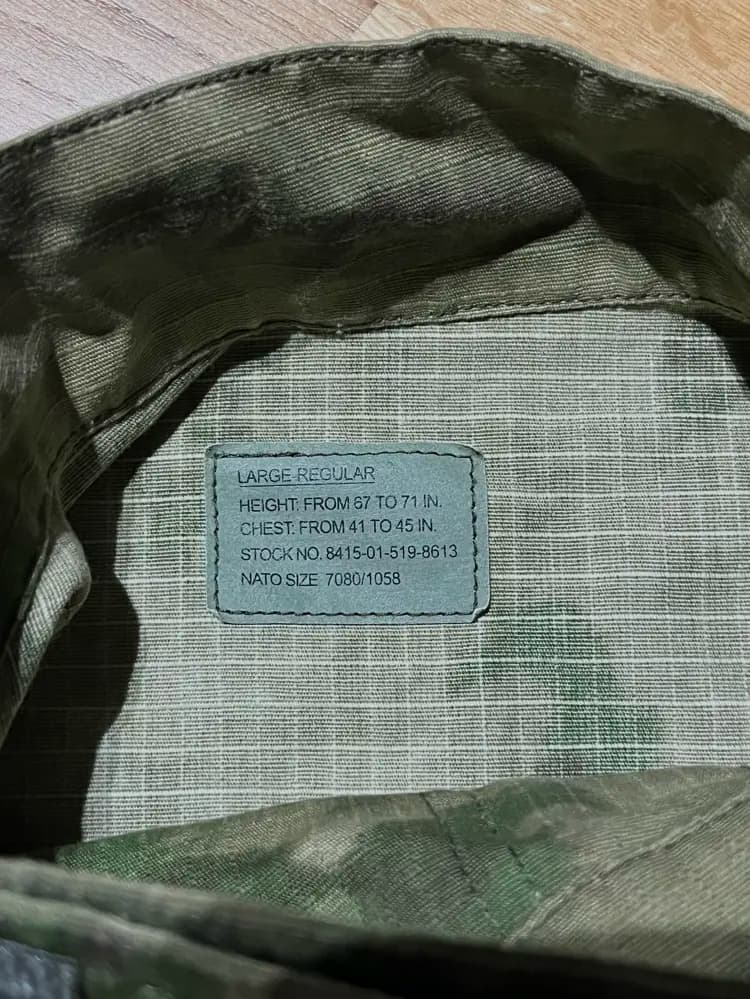 LARGE-REGULAR
HEIGHT: FROM 67 TO 71 IN.
CHEST: FROM 41 TO 45 IN.
STOCK NO. 8415-01-519-8613
NATO SIZE 7080/1058